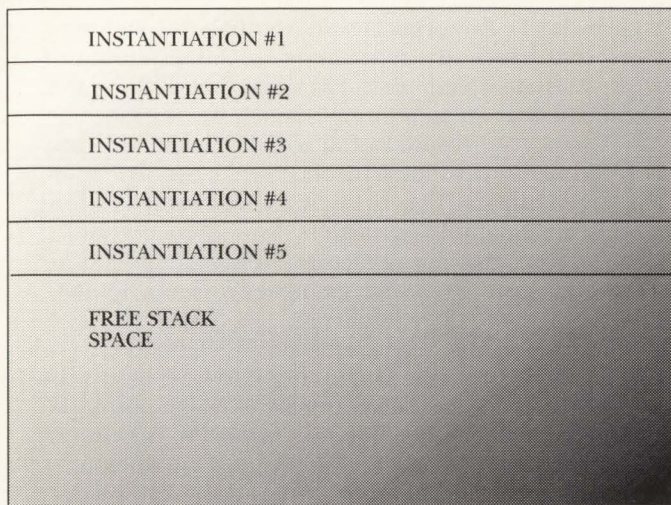 INSTANTIATION #1
INSTANTIATION #2
INSTANTIATION #3
INSTANTIATION #4
INSTANTIATION #5
FREE STACK
SPACE